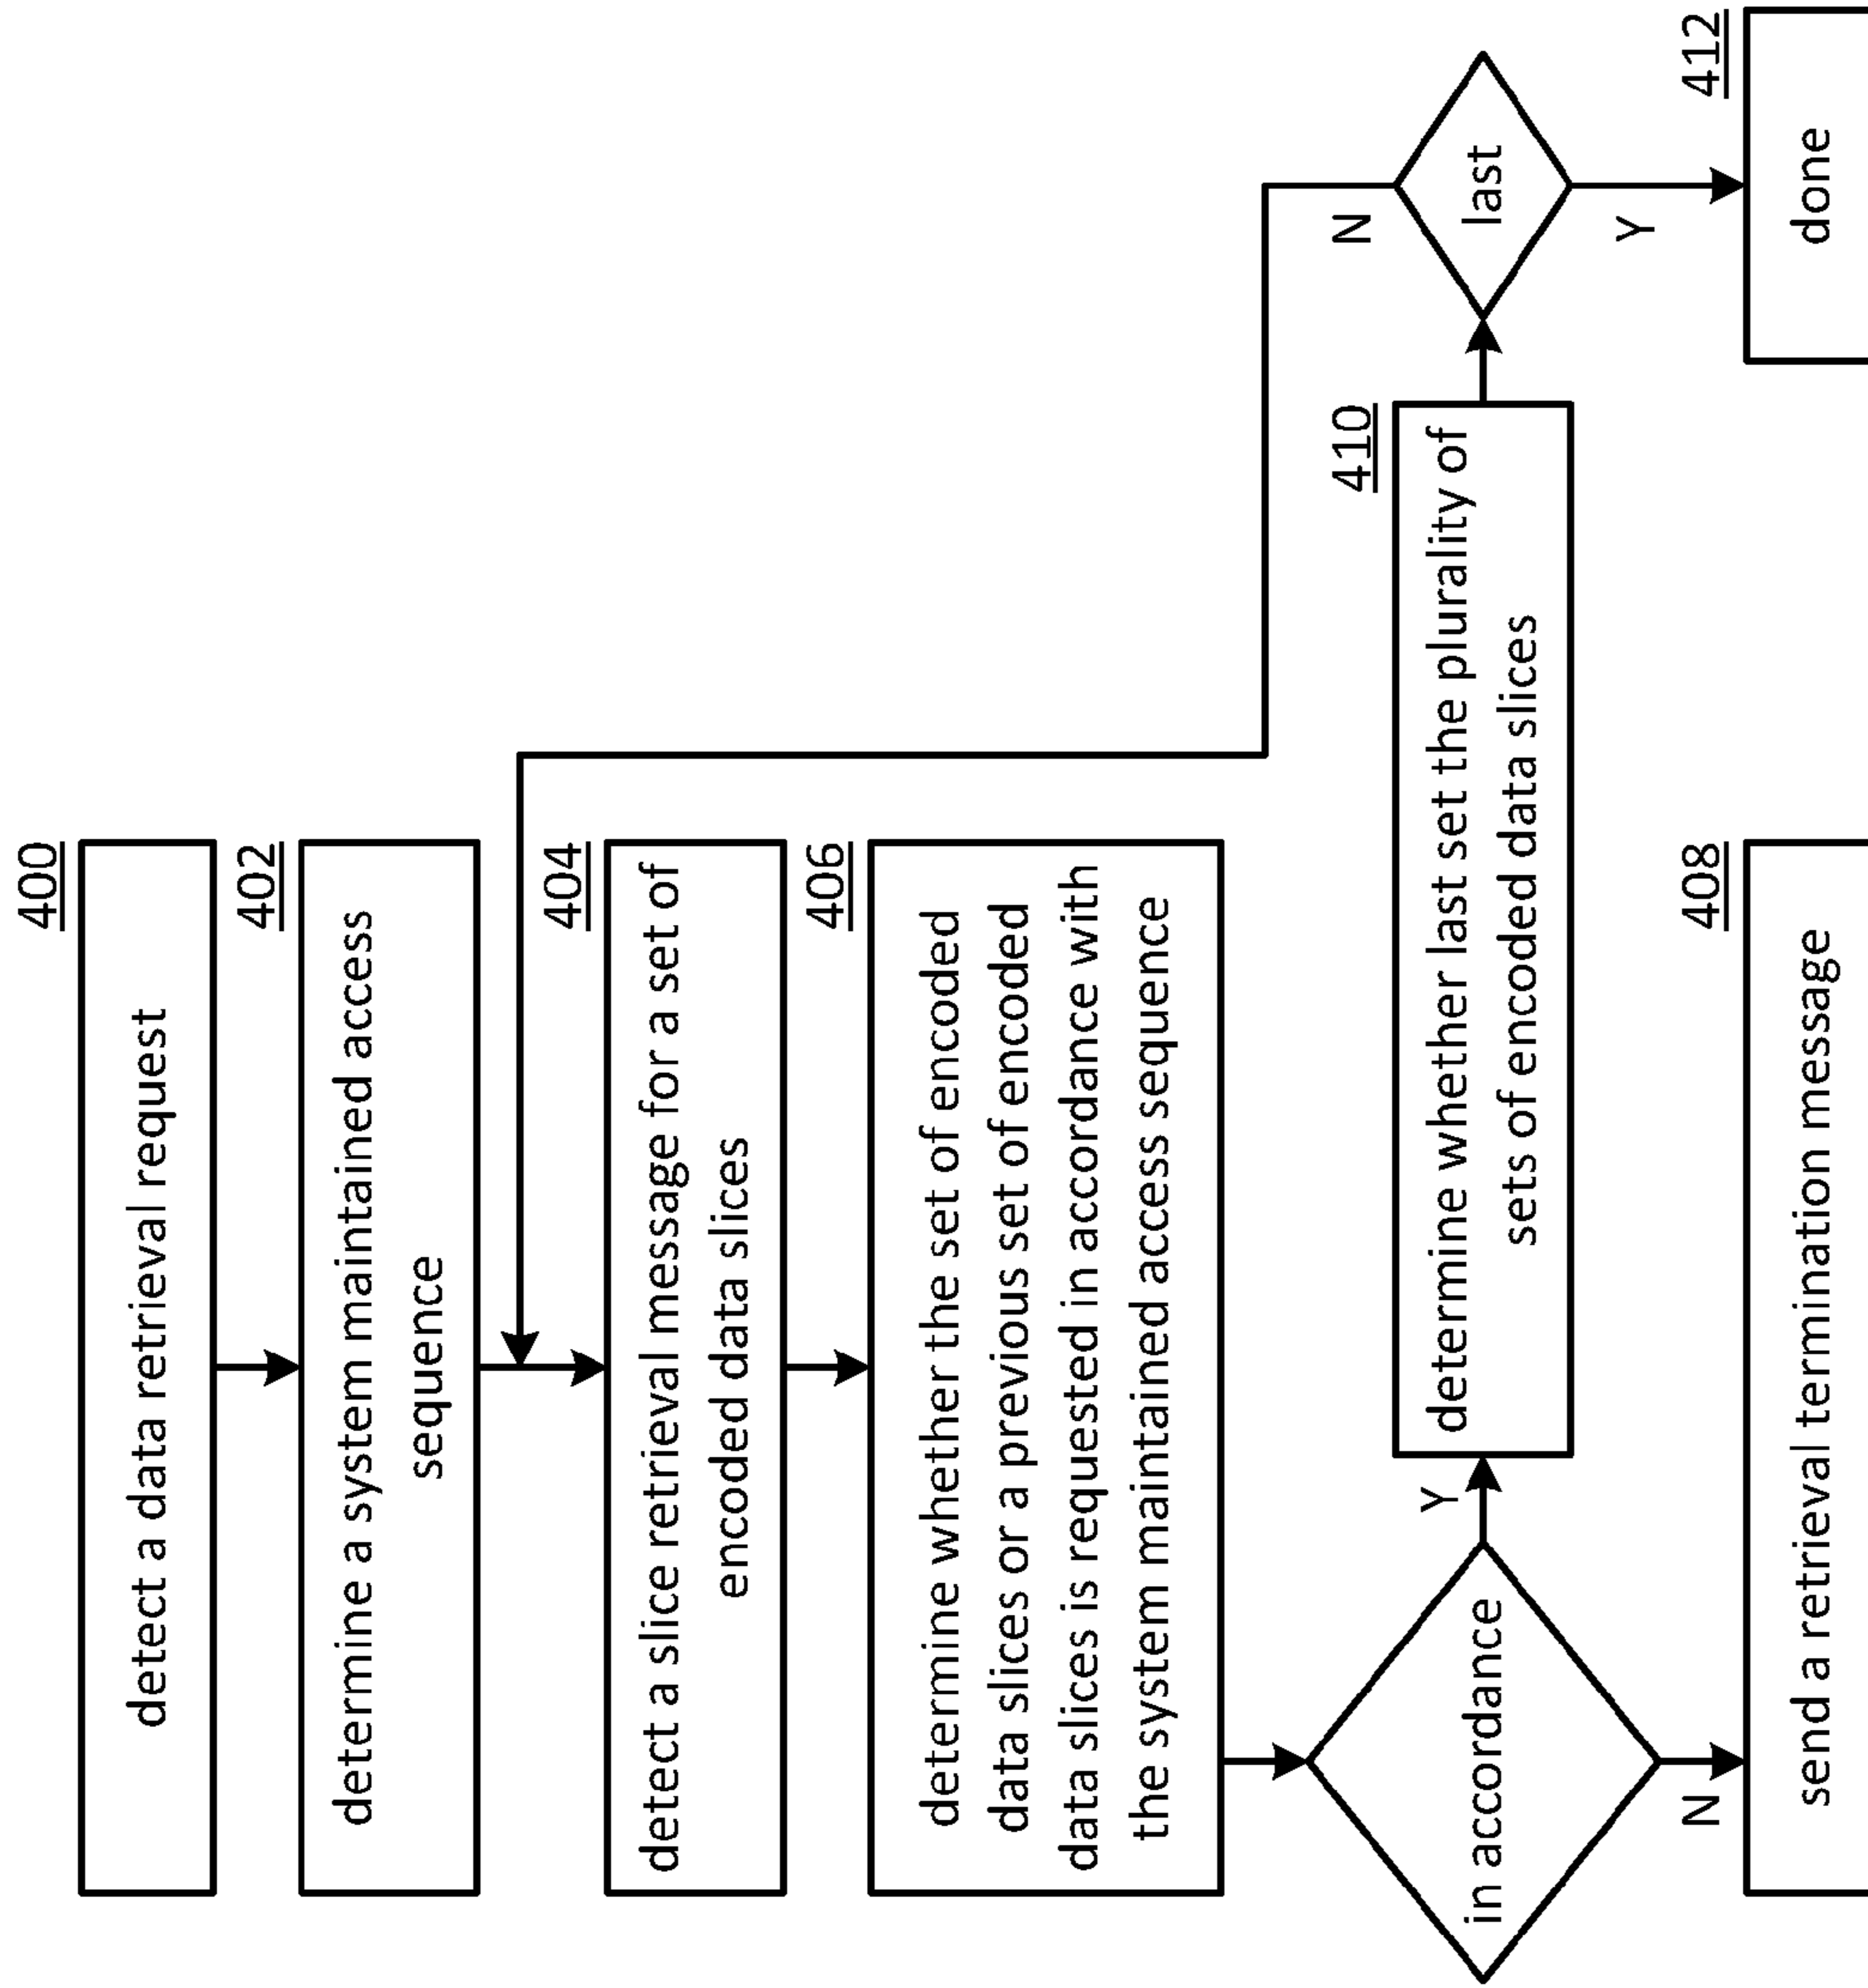 400
detect a data retrieval request
402
determine a system maintained access
sequence
404
detect a slice retrieval message for a set of
encoded data slices
406
determine whether the set of encoded
data slices or a previous set of encoded
data slices is requested in accordance with
the system maintained access sequence
in accordance
Y
N
410
determine whether last set the plurality of
sets of encoded data slices
last
N
Y
408
send a retrieval termination message
412
done